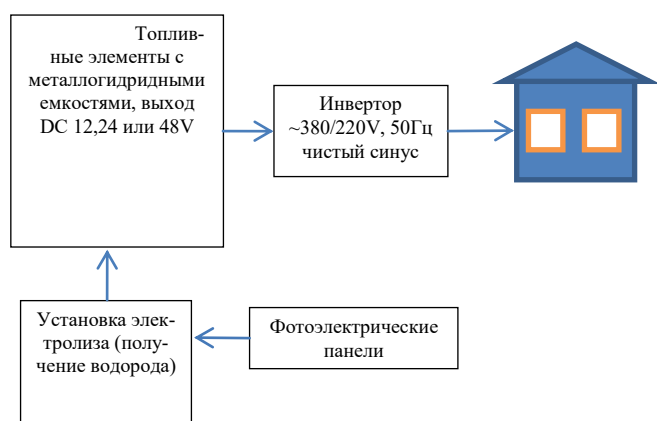 Топлив-
ные элементы с
металлогидридными
емкостями, выход
DC 12,24 или 48V
Инвертор
~380/220V, 50Гц
чистый синус
Установка элек-
тролиза (полу-
чение водорода)
Фотоэлектрические
панели